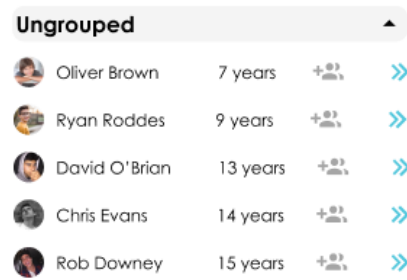 Ungrouped
Oliver Brown 7 years
Ryan Roddes 9 years
David O'Brian 13 years
Chris Evans 14 years
Rob Downey 15 years